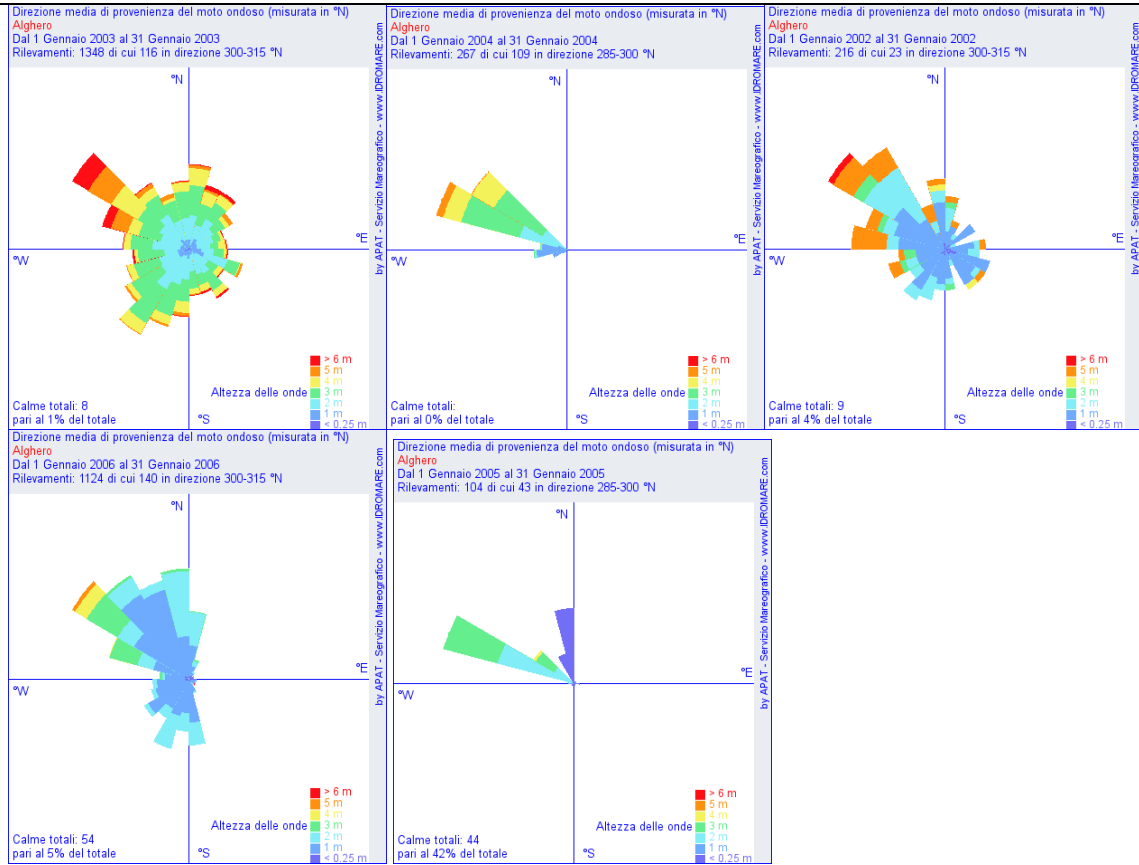 Direzione media di provenienza del moto ondoso (misurata in °N)
Alghero
Dal 1 Gennaio 2003 al 31 Gennaio 2003
Rilevamenti: 1348 di cui 116 in direzione 300-315 °N
°N
°E
°W
°S
Altezza delle onde
> 6 m
5 m
4 m
3 m
2 m
1 m
< 0.25 m
Calme totali: 8
pari al 1% del totale
by APAT - Servizio Mareografico - www.IDROMARE.com
Direzione media di provenienza del moto ondoso (misurata in °N)
Alghero
Dal 1 Gennaio 2004 al 31 Gennaio 2004
Rilevamenti: 267 di cui 109 in direzione 285-300 °N
°N
°E
°W
°S
Altezza delle onde
> 6 m
5 m
4 m
3 m
2 m
1 m
< 0.25 m
Calme totali:
pari al 0% del totale
by APAT - Servizio Mareografico - www.IDROMARE.com
Direzione media di provenienza del moto ondoso (misurata in °N)
Alghero
Dal 1 Gennaio 2002 al 31 Gennaio 2002
Rilevamenti: 216 di cui 23 in direzione 300-315 °N
°N
°E
°W
°S
Altezza delle onde
> 6 m
5 m
4 m
3 m
2 m
1 m
< 0.25 m
Calme totali: 9
pari al 4% del totale
by APAT - Servizio Mareografico - www.IDROMARE.com
Direzione media di provenienza del moto ondoso (misurata in °N)
Alghero
Dal 1 Gennaio 2006 al 31 Gennaio 2006
Rilevamenti: 1124 di cui 140 in direzione 300-315 °N
°N
°E
°W
°S
Altezza delle onde
> 6 m
5 m
4 m
3 m
2 m
1 m
< 0.25 m
Calme totali: 54
pari al 5% del totale
by APAT - Servizio Mareografico - www.IDROMARE.com
Direzione media di provenienza del moto ondoso (misurata in °N)
Alghero
Dal 1 Gennaio 2005 al 31 Gennaio 2005
Rilevamenti: 104 di cui 43 in direzione 285-300 °N
°N
°E
°W
°S
Altezza delle onde
> 6 m
5 m
4 m
3 m
2 m
1 m
< 0.25 m
Calme totali: 44
pari al 42% del totale
by APAT - Servizio Mareografico - www.IDROMARE.com